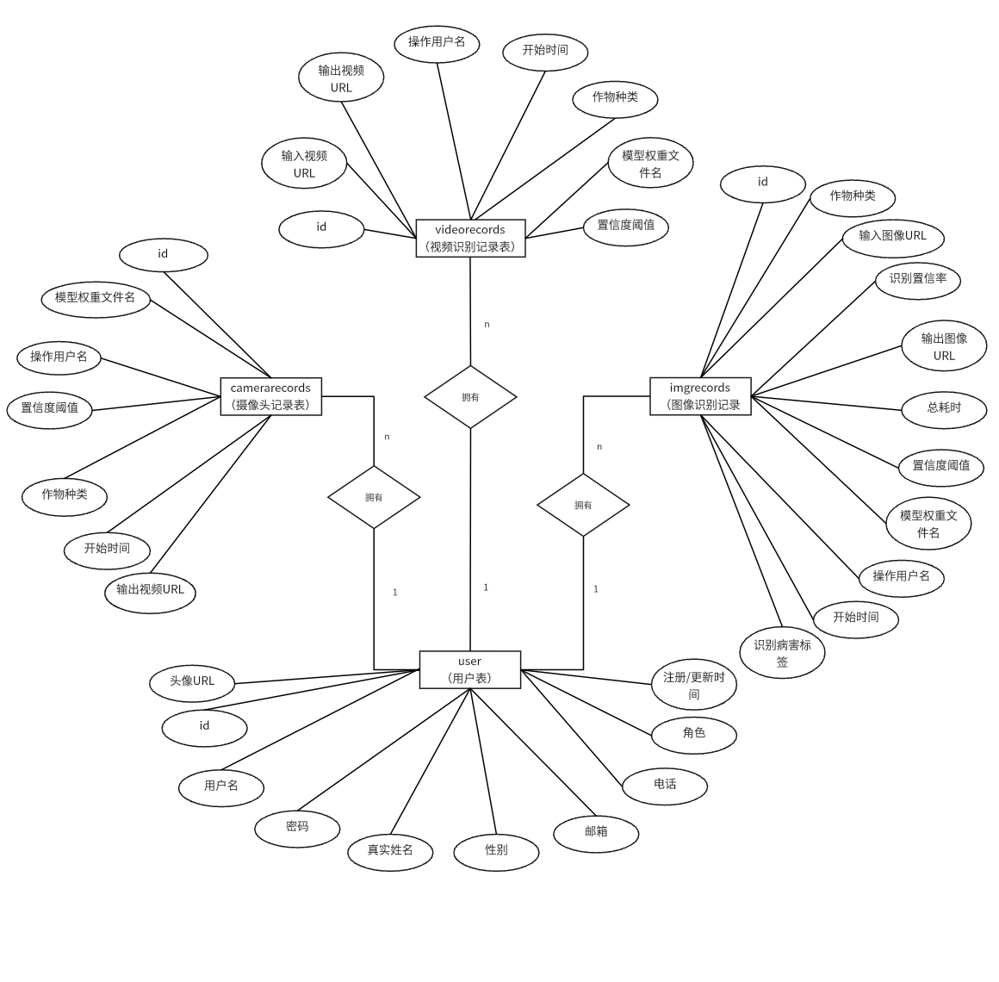 操作用户名
开始时间
输出视频
URL
作物种类
输入视频
URL
模型权重文
件名
id
置信度阈值
videorecords
（视频识别记录表）
id
作物种类
输入图像URL
识别置信率
输出图像
URL
总耗时
置信度阈值
模型权重文
件名
操作用户名
开始时间
识别病害标
签
imgrecords
（图像识别记录
id
模型权重文件名
操作用户名
置信度阈值
作物种类
开始时间
输出视频URL
camerarecords
（摄像头记录表）
n
拥有
1
n
拥有
1
n
拥有
1
user
（用户表）
头像URL
id
用户名
密码
真实姓名
性别
邮箱
电话
角色
注册/更新时
间